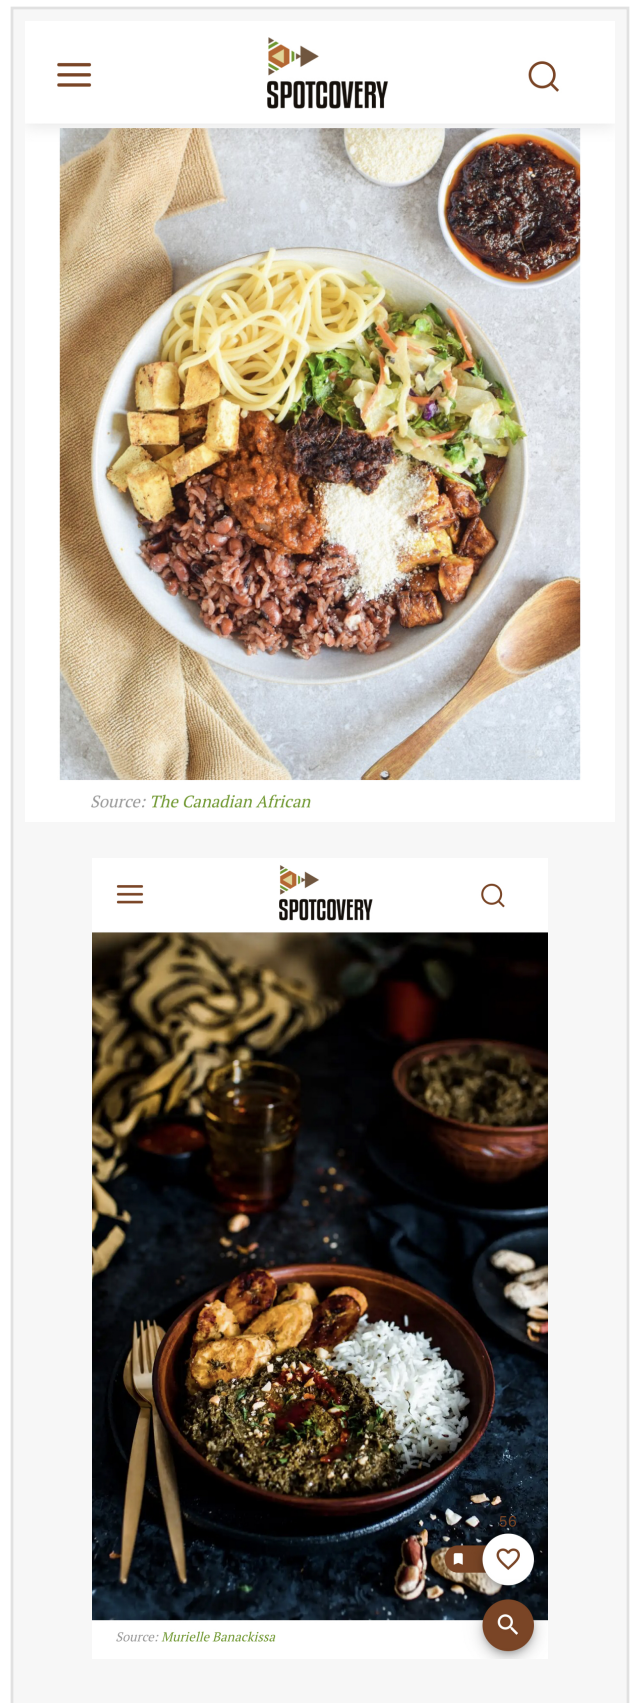 SPOTCOVERY
Source: The Canadian African
SPOTCOVERY
56
Source: Murielle Banackissa